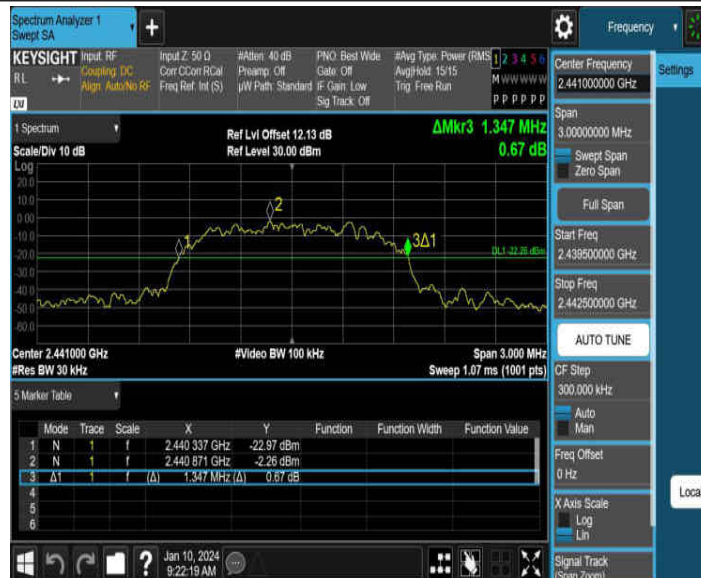 Spectrum Analyzer 1
Swept SA
+
Frequency
KEYSIGHT
RL
LXI
Input: RF
Coupling: DC
Align: Auto/No RF
Input Z: 50 Ω
Corr CCorr RCal
Freq Ref: Int (S)
#Atten: 40 dB
Preamp: Off
µW Path: Standard
PNO: Best Wide
Gate: Off
IF Gain: Low
Sig Track: Off
#Avg Type: Power (RMS
Avg|Hold: 15/15
Trig: Free Run
1 2 3 4 5 6
M W W W W W
P P P P P P
1 Spectrum
Scale/Div 10 dB
Ref Lvl Offset 12.13 dB
Ref Level 30.00 dBm
ΔMkr3 1.347 MHz
0.67 dB
Log
20.0
10.0
0.00
-10.0
-20.0
-30.0
-40.0
-50.0
-60.0
1
2
3Δ1
DL1 -22.26 dBm
Center 2.441000 GHz
#Res BW 30 kHz
#Video BW 100 kHz
Span 3.000 MHz
Sweep 1.07 ms (1001 pts)
5 Marker Table
Mode Trace Scale X Y Function Function Width Function Value
1 N 1 f 2.440 337 GHz -22.97 dBm
2 N 1 f 2.440 871 GHz -2.26 dBm
3 Δ1 1 f (Δ) 1.347 MHz (Δ) 0.67 dB
4
5
6
Jan 10, 2024
9:22:19 AM
?
Center Frequency
2.441000000 GHz
Span
3.00000000 MHz
Swept Span
Zero Span
Full Span
Start Freq
2.439500000 GHz
Stop Freq
2.442500000 GHz
AUTO TUNE
CF Step
300.000 kHz
Auto
Man
Freq Offset
0 Hz
X Axis Scale
Log
Lin
Signal Track
(Span Zoom)
Settings
Loca